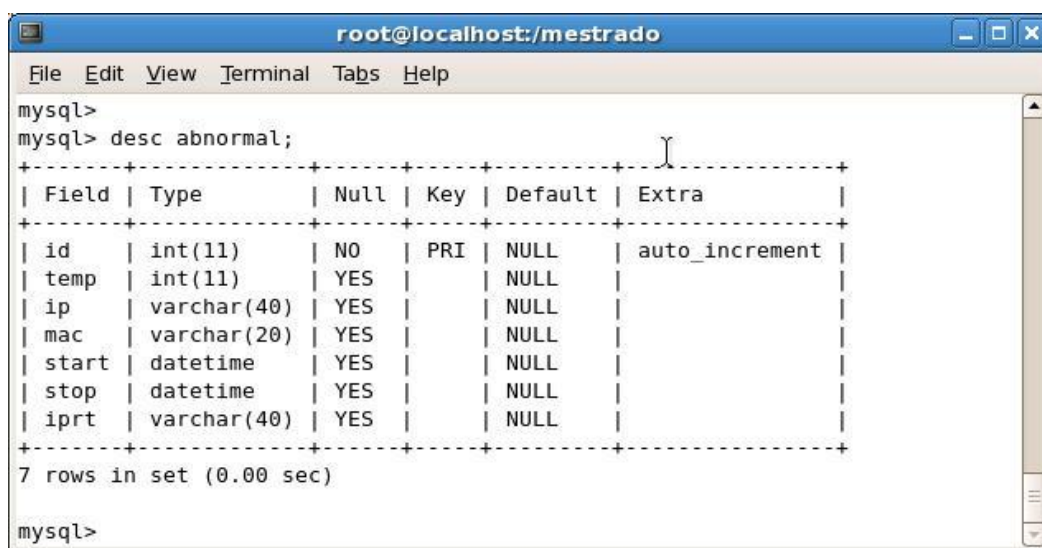 root@localhost:/mestrado
File Edit View Terminal Tabs Help
mysql>
mysql> desc abnormal;
+-------+-------------+------+-----+---------+----------------+
| Field | Type        | Null | Key | Default | Extra          |
+-------+-------------+------+-----+---------+----------------+
| id    | int(11)     | NO   | PRI | NULL    | auto_increment |
| temp  | int(11)     | YES  |     | NULL    |                |
| ip    | varchar(40) | YES  |     | NULL    |                |
| mac   | varchar(20) | YES  |     | NULL    |                |
| start | datetime    | YES  |     | NULL    |                |
| stop  | datetime    | YES  |     | NULL    |                |
| iprt  | varchar(40) | YES  |     | NULL    |                |
+-------+-------------+------+-----+---------+----------------+
7 rows in set (0.00 sec)
mysql>